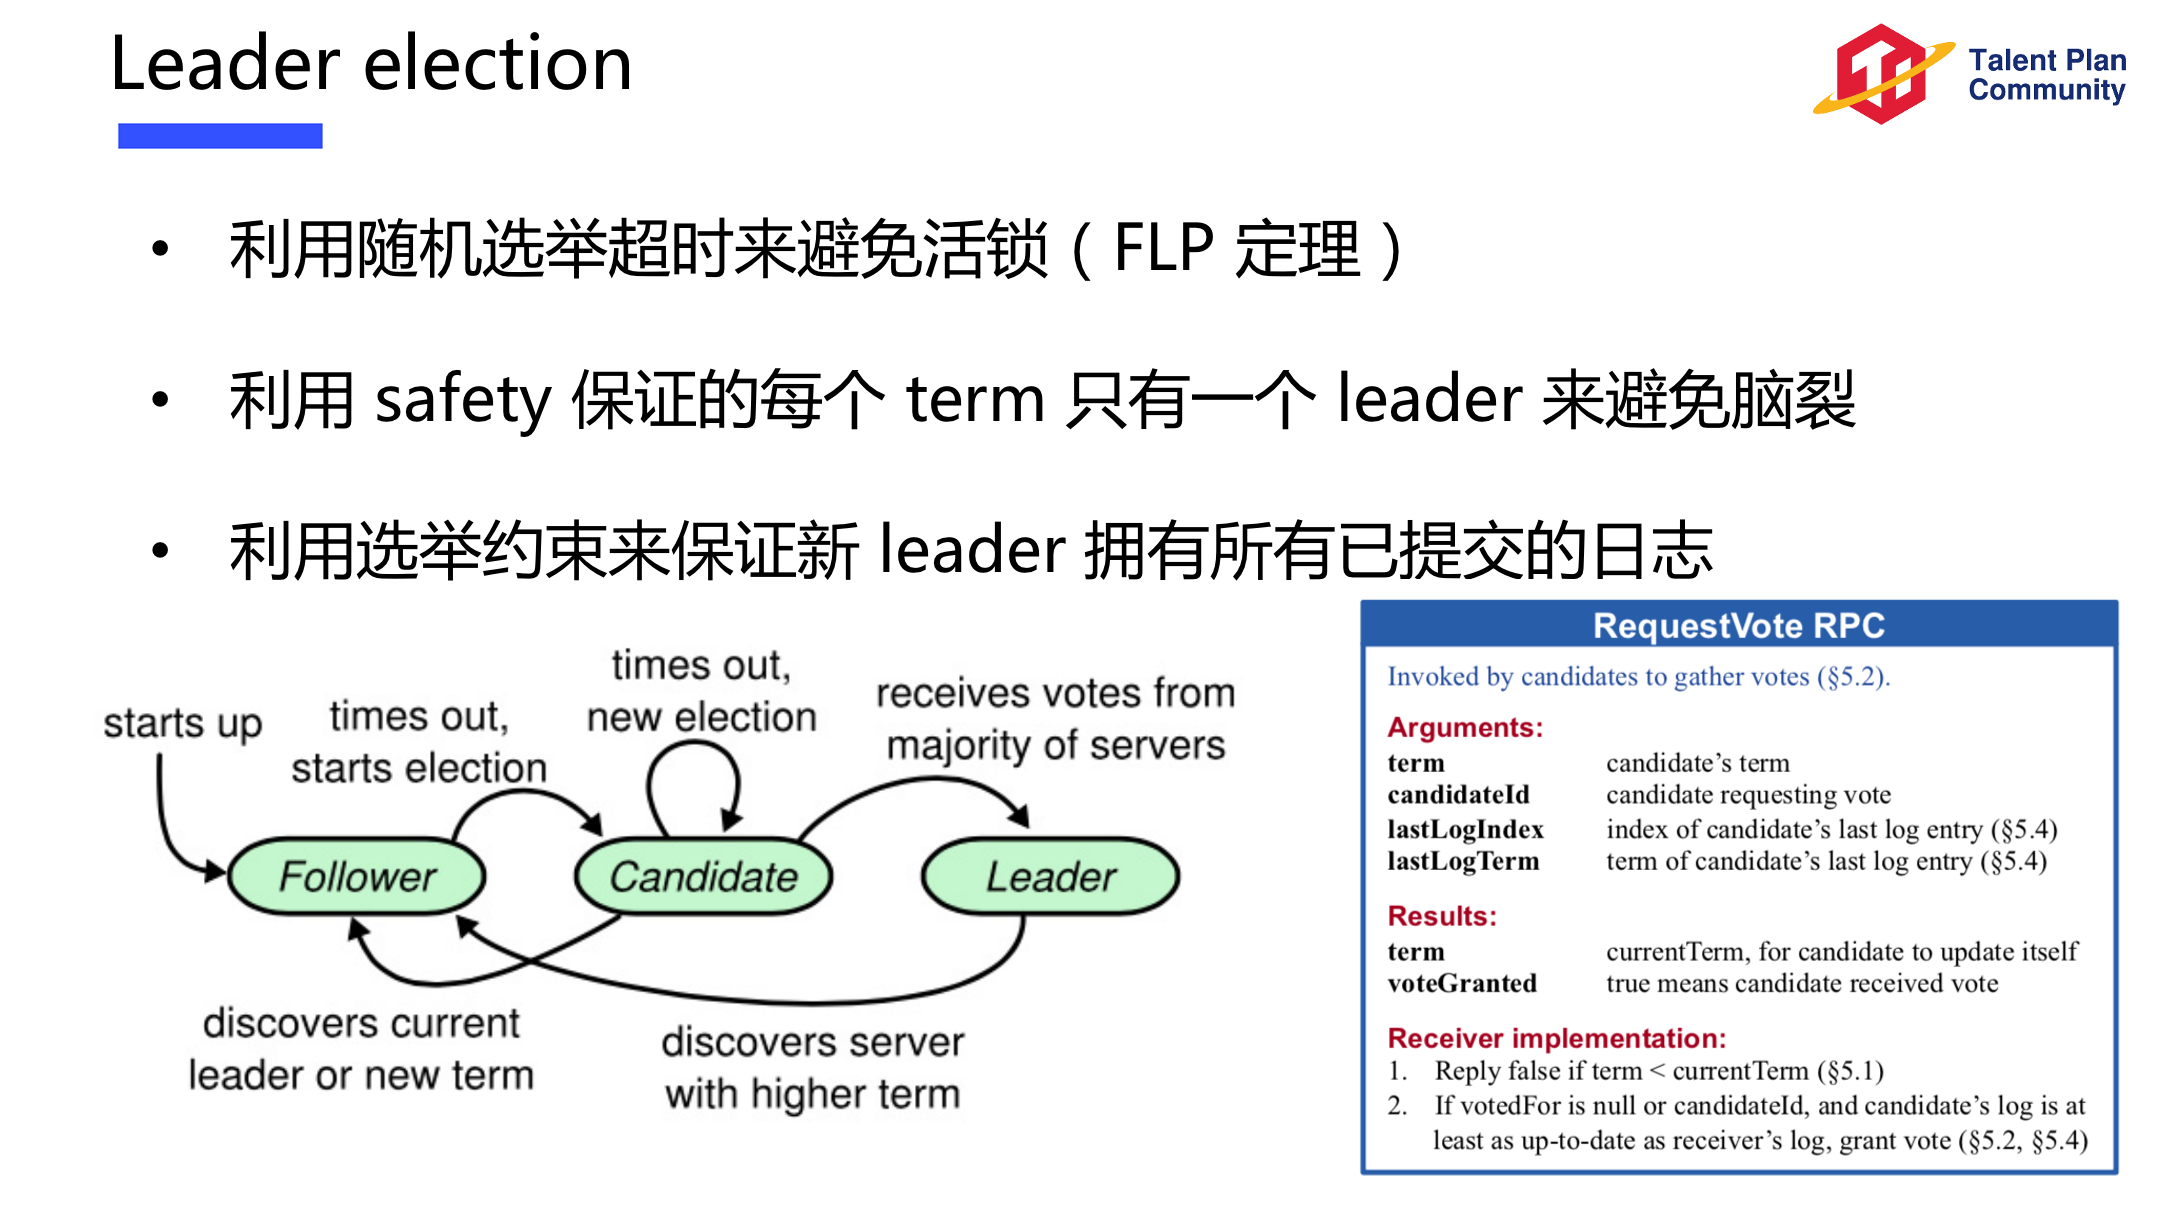 Leader election
Talent Plan
Community
• 利用随机选举超时来避免活锁（FLP 定理）
• 利用 safety 保证的每个 term 只有一个 leader 来避免脑裂
• 利用选举约束来保证新 leader 拥有所有已提交的日志
starts up
times out,
starts election
times out,
new election
receives votes from
majority of servers
Follower
Candidate
Leader
discovers current
leader or new term
discovers server
with higher term
RequestVote RPC
Invoked by candidates to gather votes (§5.2).
Arguments:
term candidate’s term
candidateId candidate requesting vote
lastLogIndex index of candidate’s last log entry (§5.4)
lastLogTerm term of candidate’s last log entry (§5.4)
Results:
term currentTerm, for candidate to update itself
voteGranted true means candidate received vote
Receiver implementation:
1. Reply false if term < currentTerm (§5.1)
2. If votedFor is null or candidateId, and candidate’s log is at
least as up-to-date as receiver’s log, grant vote (§5.2, §5.4)